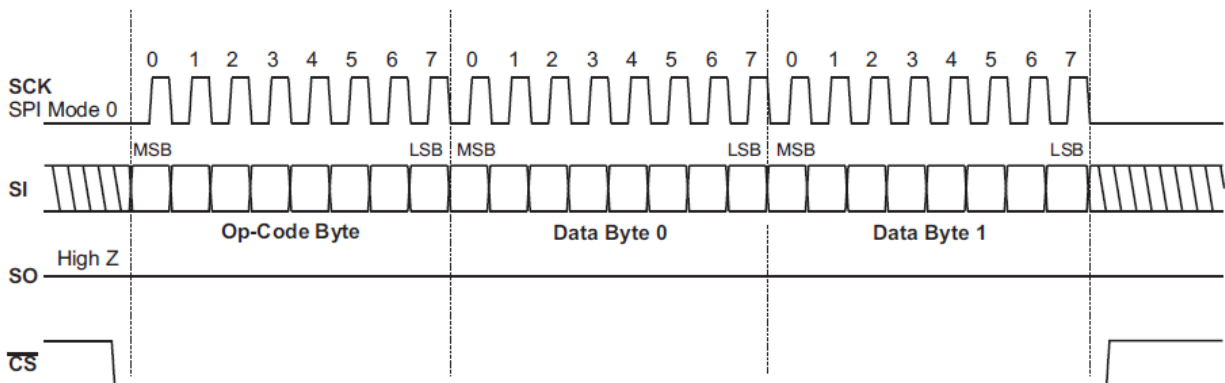 0 1 2 3 4 5 6 7 0 1 2 3 4 5 6 7 0 1 2 3 4 5 6 7
SCK
SPI Mode 0
MSB LSB MSB LSB MSB LSB
SI
Op-Code Byte Data Byte 0 Data Byte 1
High Z
SO
CS